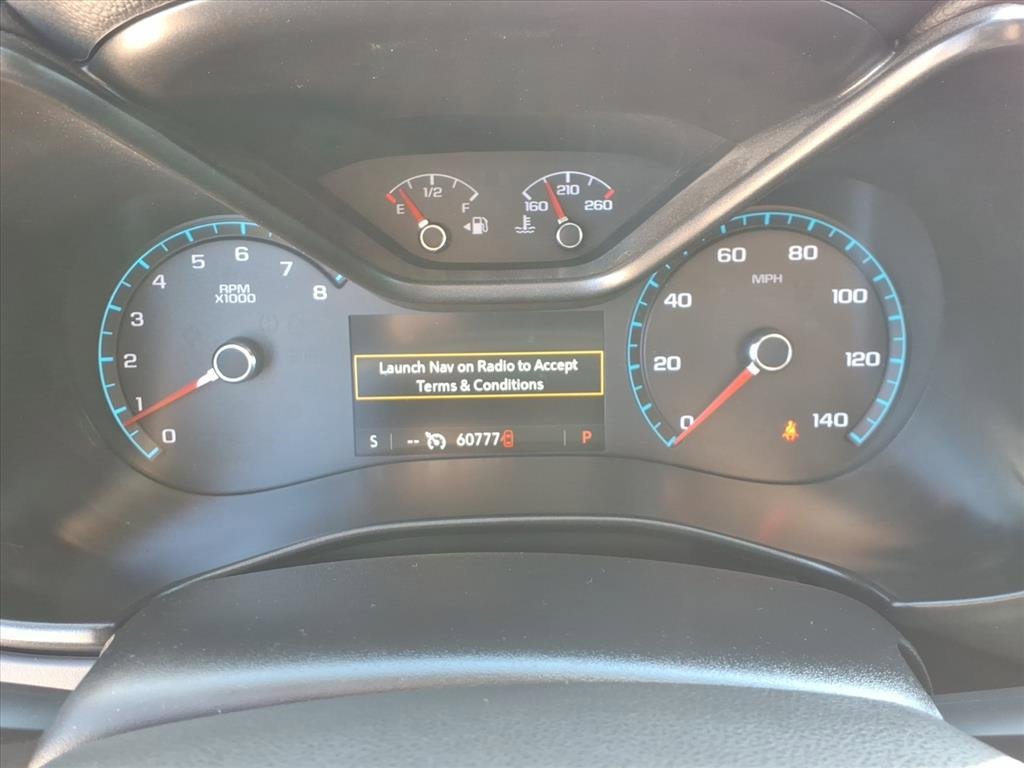 1/2
E F
210
160 260
RPM
X1000
0 1 2 3 4 5 6 7 8
MPH
0 20 40 60 80 100 120 140
Launch Nav on Radio to Accept
Terms & Conditions
S -- 60777 P